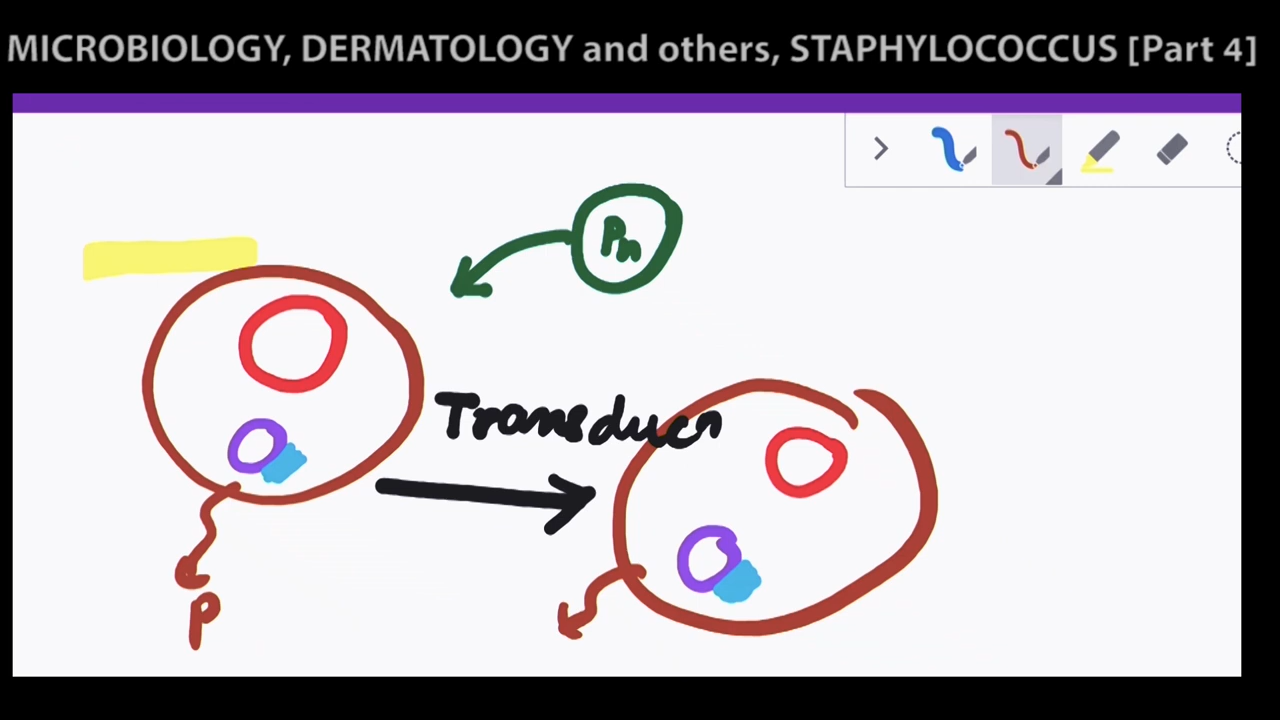 MICROBIOLOGY, DERMATOLOGY and others, STAPHYLOCOCCUS [Part 4]
Pn
Transducn
P